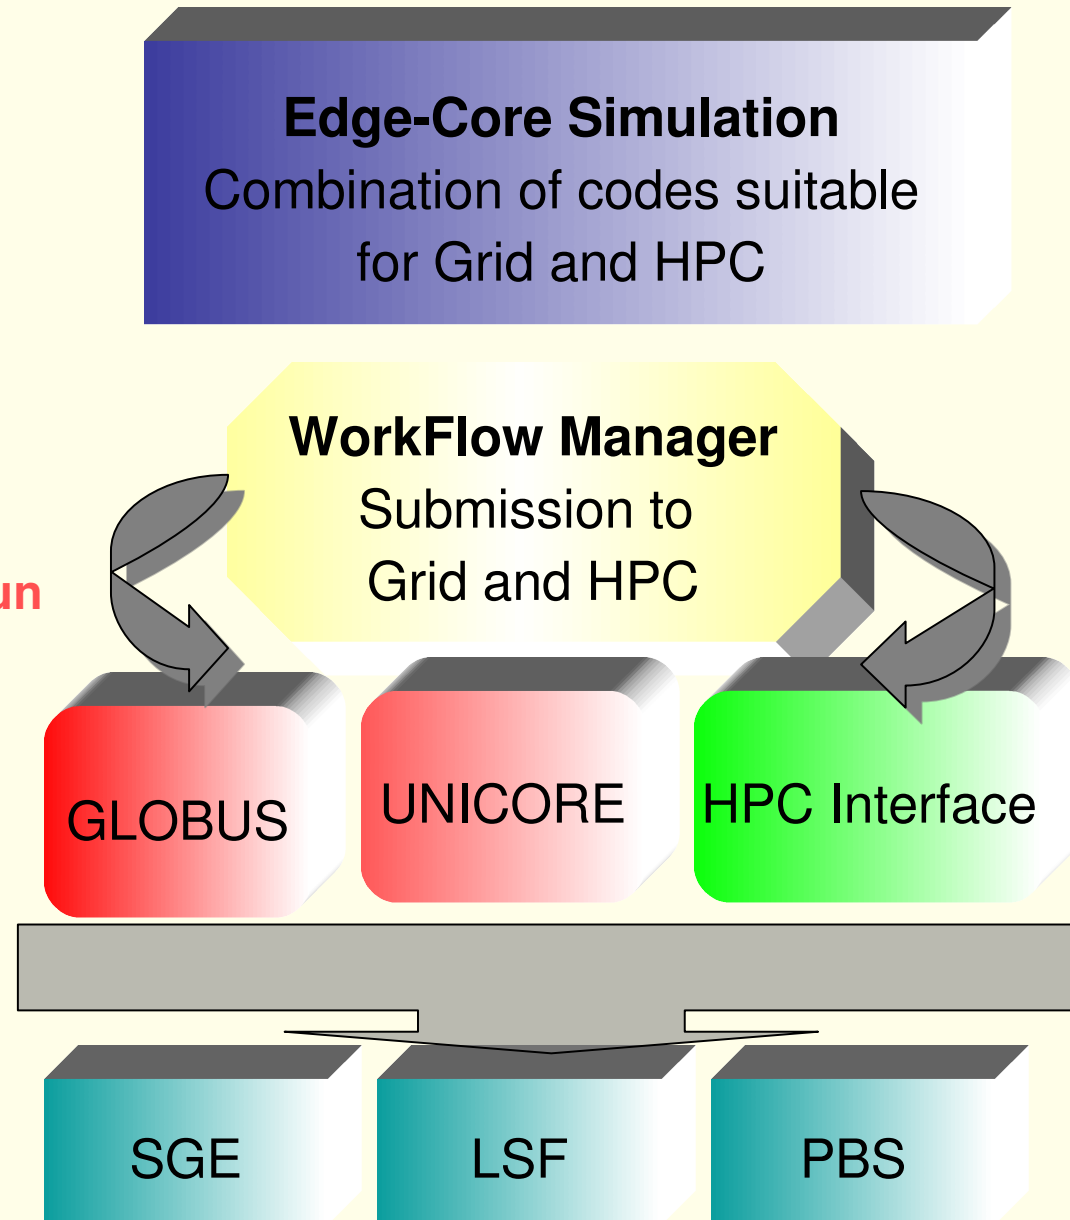 Edge-Core Simulation
Combination of codes suitable
for Grid and HPC
WorkFlow Manager
Submission to
Grid and HPC
GLOBUS
UNICORE
HPC Interface
SGE
LSF
PBS